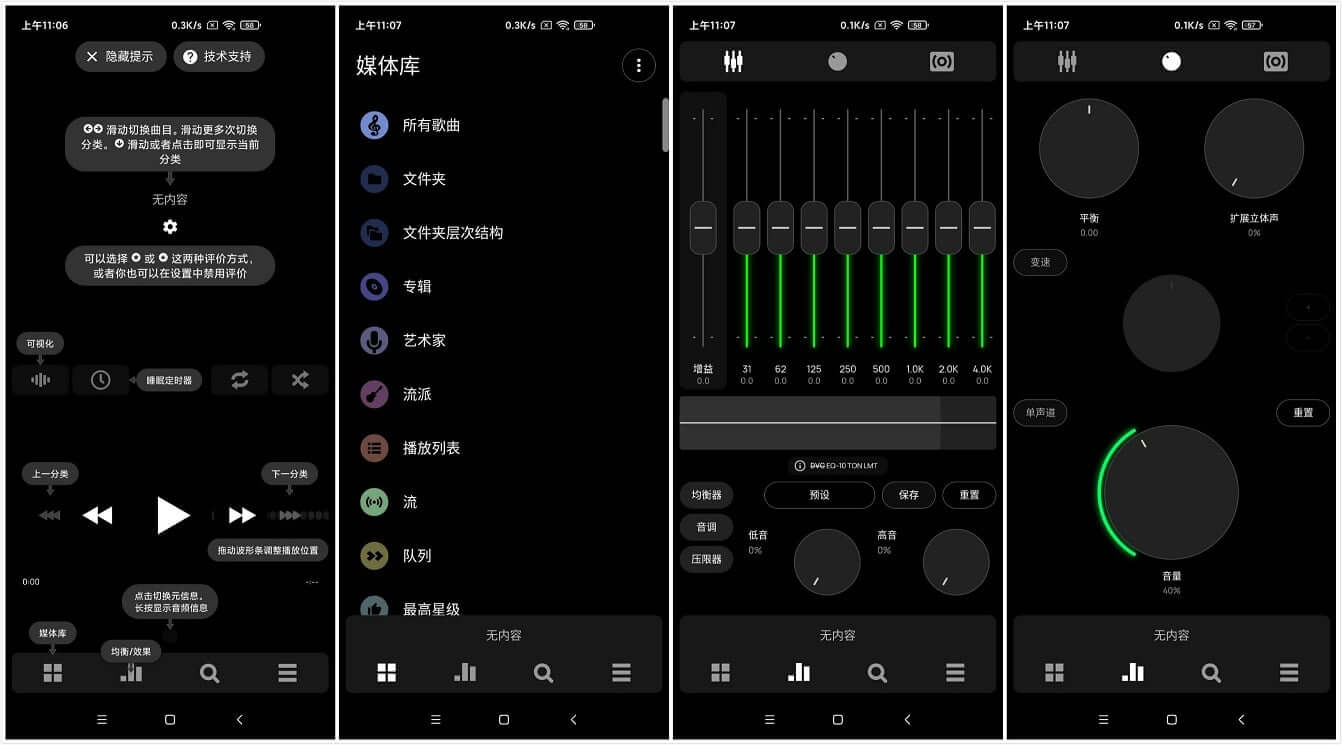 上午11:06
0.3K/s
58
隐藏提示
技术支持
滑动切换曲目。滑动更多次切换
分类。滑动或者点击即可显示当前
分类
无内容
可以选择 或 这两种评价方式,
或者你也可以在设置中禁用评价
可视化
睡眠定时器
上一分类
下一分类
拖动波形条调整播放位置
0:00
-:--
点击切换元信息,
长按显示音频信息
媒体库
均衡/效果
上午11:07
0.3K/s
58
媒体库
所有歌曲
文件夹
文件夹层次结构
专辑
艺术家
流派
播放列表
流
队列
最高星级
无内容
上午11:07
0.1K/s
58
增益 31 62 125 250 500 1.0K 2.0K 4.0K
0.0 0.0 0.0 0.0 0.0 0.0 0.0 0.0 0.0
DVC EQ-10 TON LMT
均衡器
预设
保存
重置
音调
低音
0%
高音
0%
压限器
无内容
上午11:07
0.1K/s
57
平衡
0.00
扩展立体声
0%
变速
+
-
单声道
重置
音量
40%
无内容